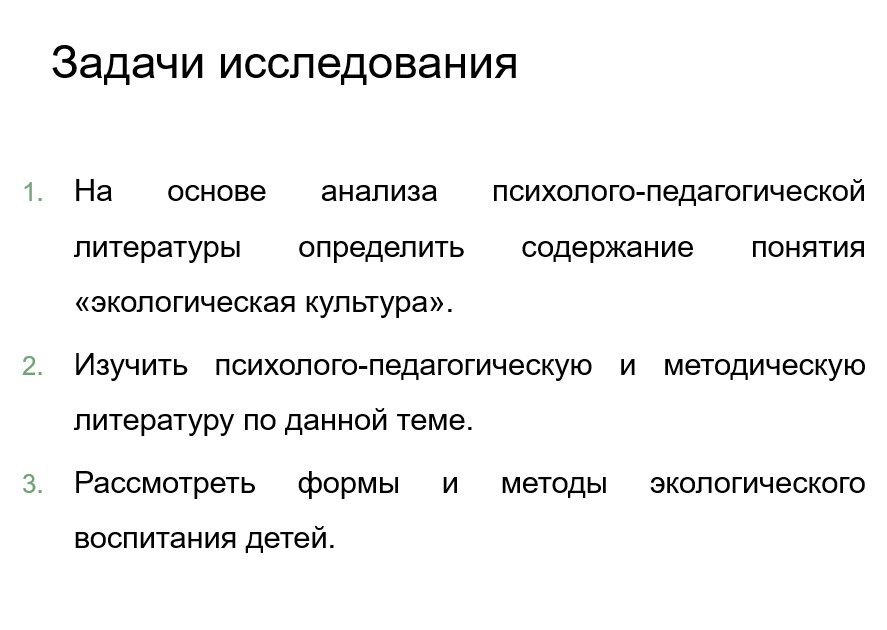 Задачи исследования
1. На основе анализа психолого-педагогической
литературы определить содержание понятия
«экологическая культура».
2. Изучить психолого-педагогическую и методическую
литературу по данной теме.
3. Рассмотреть формы и методы экологического
воспитания детей.